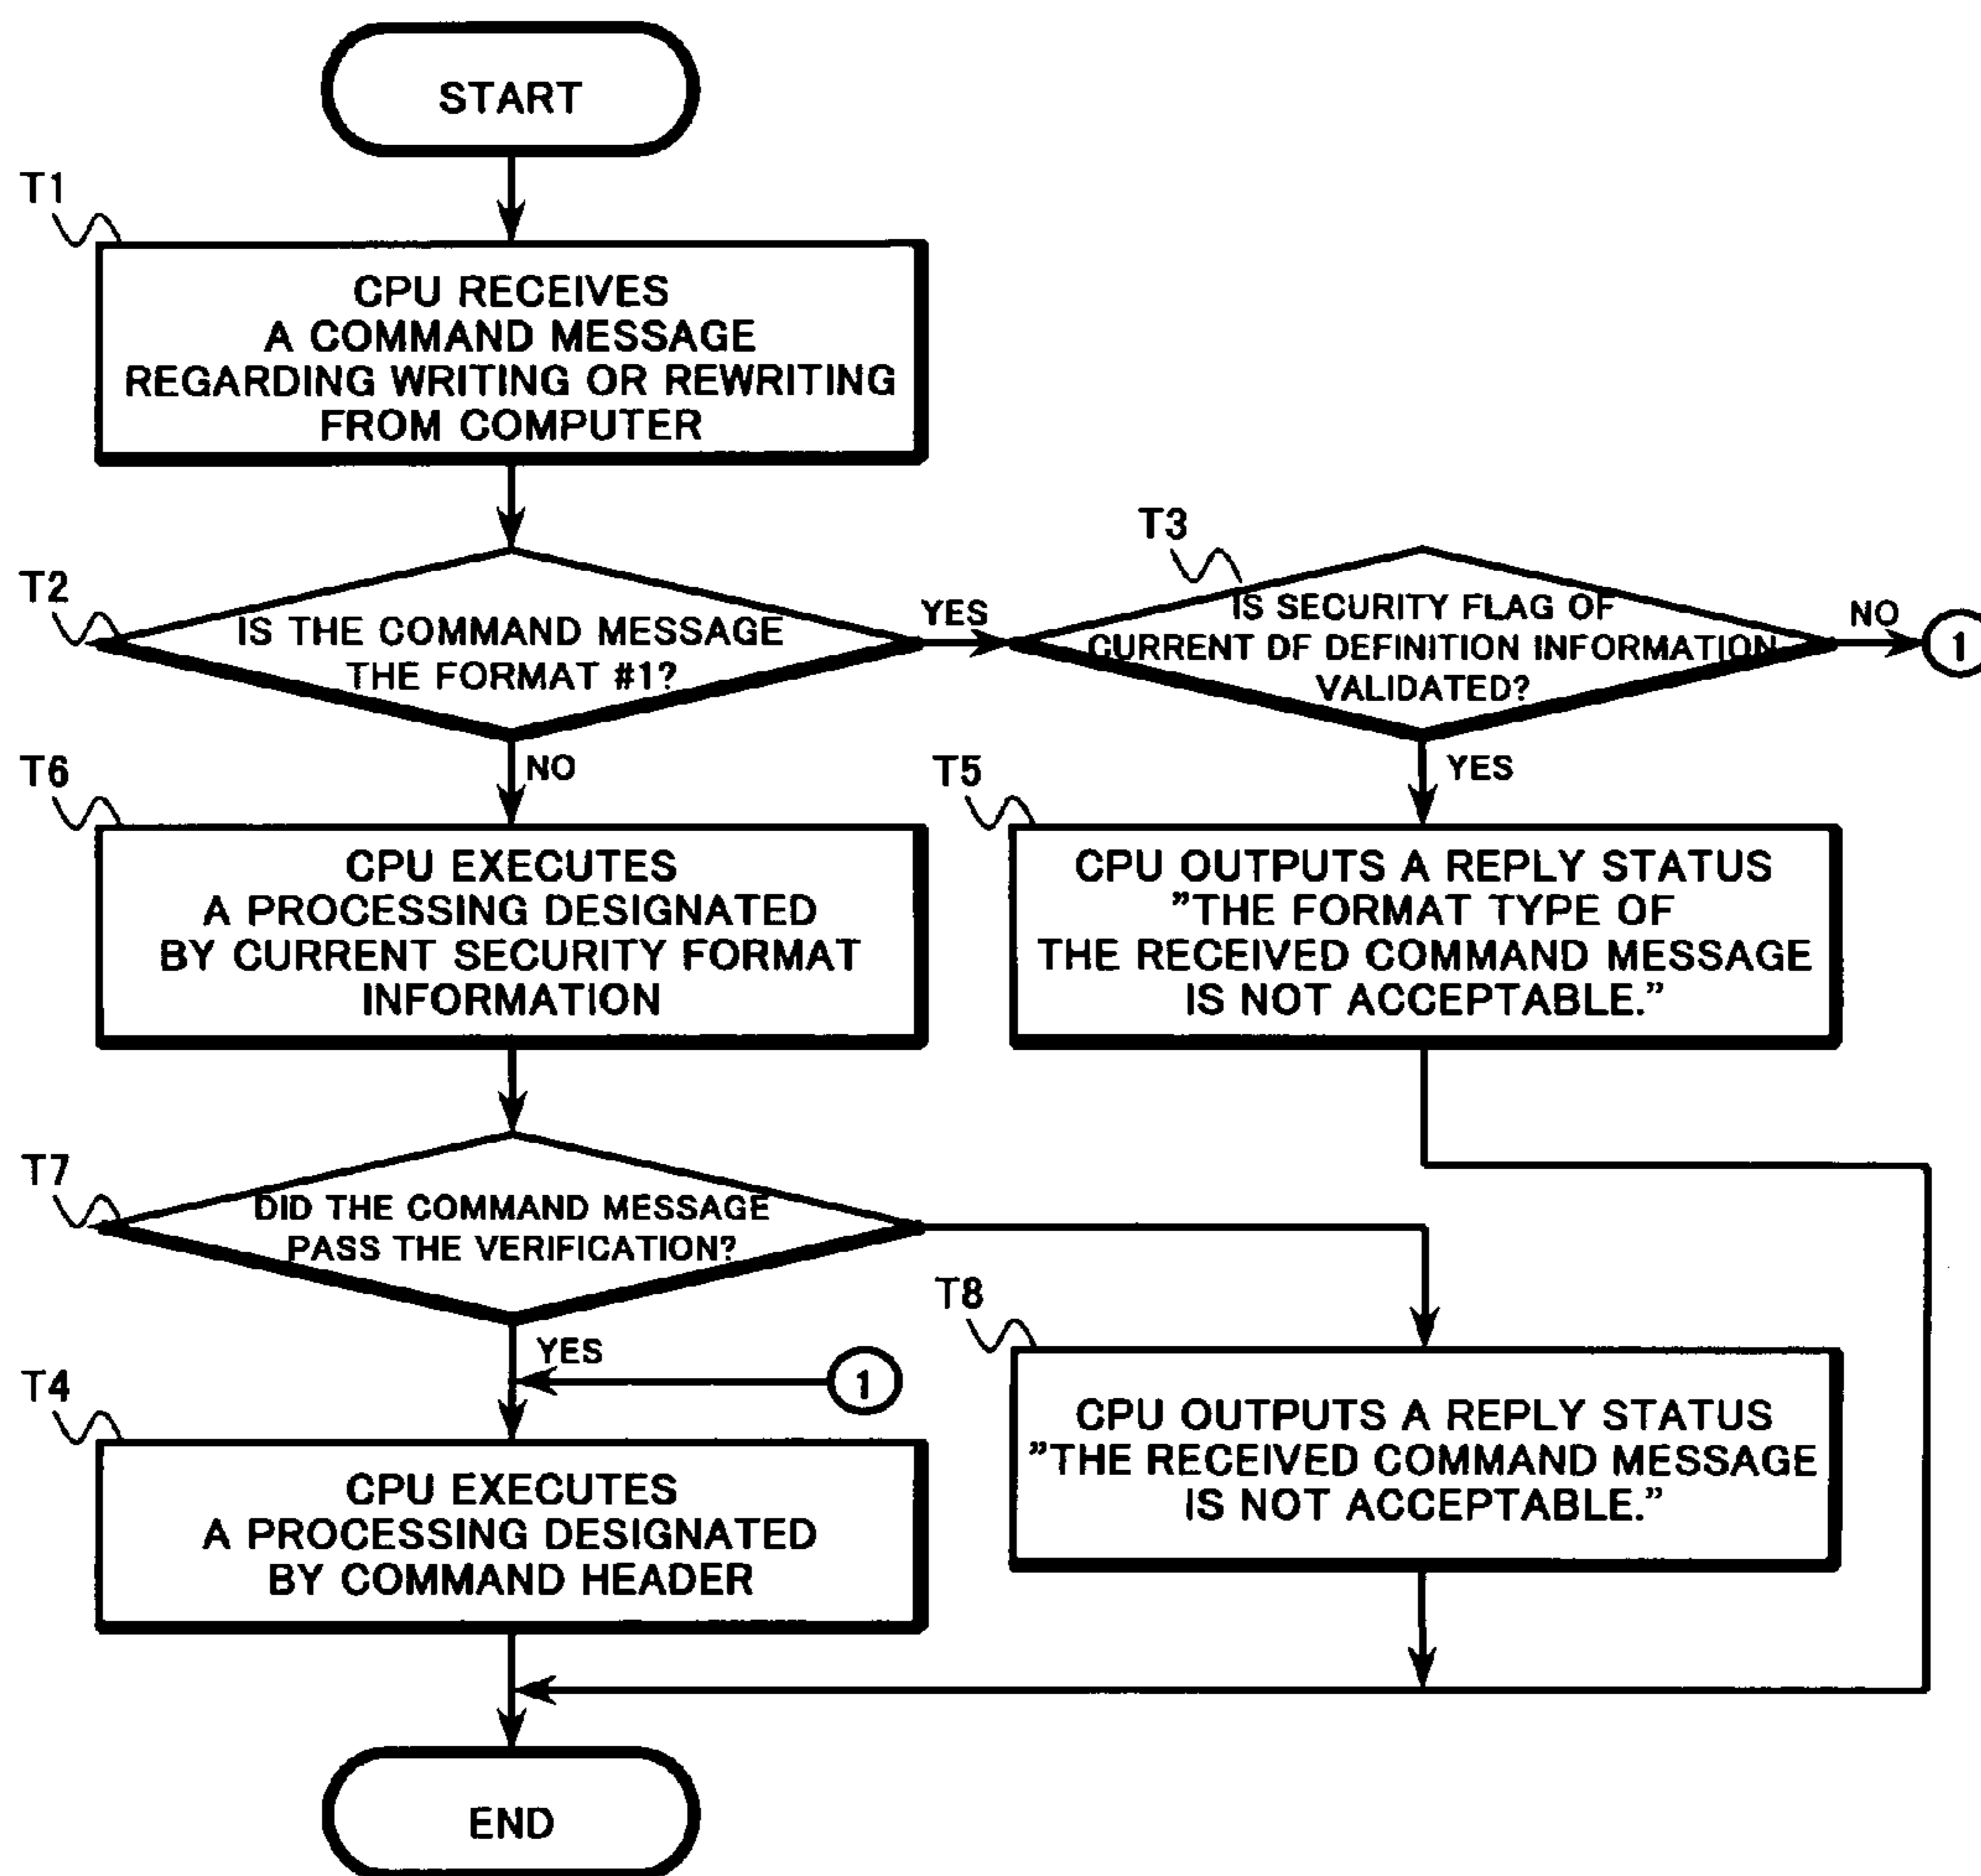 START
T1
CPU RECEIVES
A COMMAND MESSAGE
REGARDING WRITING OR REWRITING
FROM COMPUTER
T2
IS THE COMMAND MESSAGE
THE FORMAT #1?
YES
T3
IS SECURITY FLAG OF
CURRENT DF DEFINITION INFORMATION
VALIDATED?
NO
1
NO
YES
T6
CPU EXECUTES
A PROCESSING DESIGNATED
BY CURRENT SECURITY FORMAT
INFORMATION
T5
CPU OUTPUTS A REPLY STATUS
"THE FORMAT TYPE OF
THE RECEIVED COMMAND MESSAGE
IS NOT ACCEPTABLE."
T7
DID THE COMMAND MESSAGE
PASS THE VERIFICATION?
YES
1
T8
CPU OUTPUTS A REPLY STATUS
"THE RECEIVED COMMAND MESSAGE
IS NOT ACCEPTABLE."
T4
CPU EXECUTES
A PROCESSING DESIGNATED
BY COMMAND HEADER
END